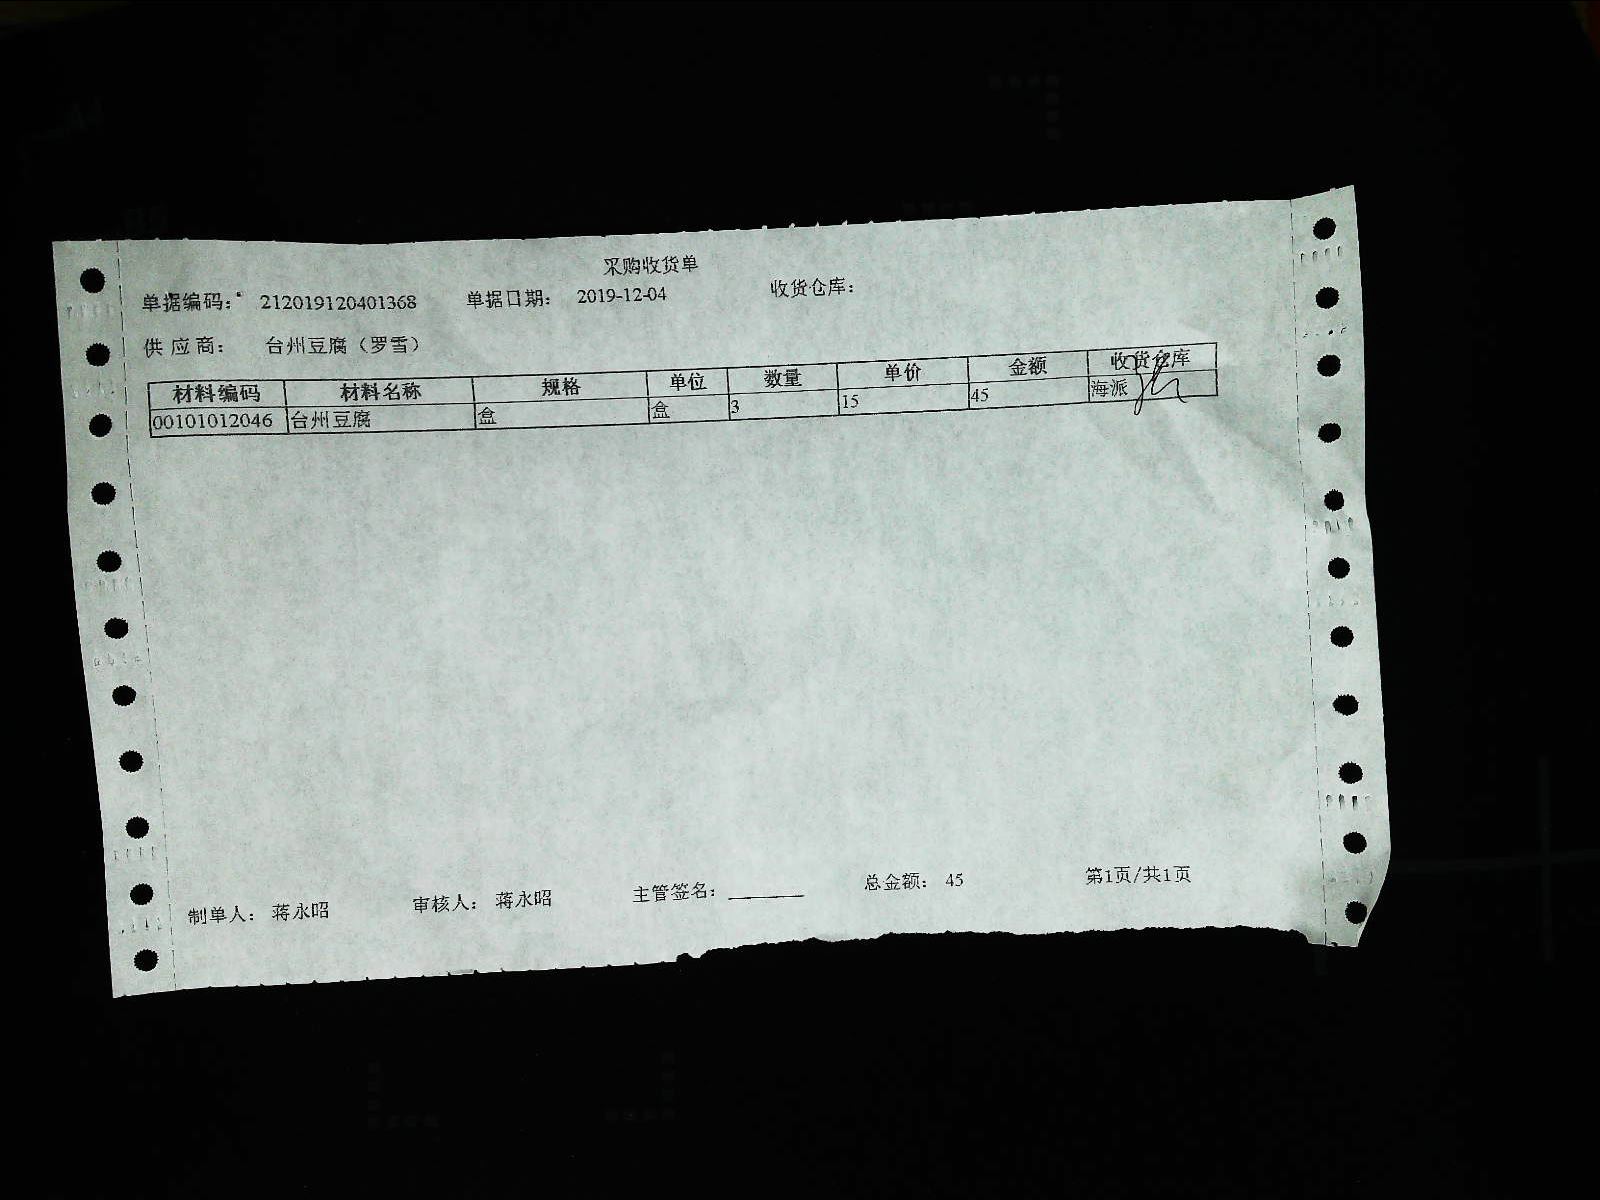 采购收货单
单据编码： 212019120401368 单据日期： 2019-12-04 收货仓库：
供应商： 台州豆腐（罗雪）
材料编码 材料名称 规格 单位 数量 单价 金额 收货仓库
00101012046 台州豆腐 盒 盒 3 15 45 海派
制单人： 蒋永昭 审核人： 蒋永昭 主管签名： 总金额： 45 第1页/共1页